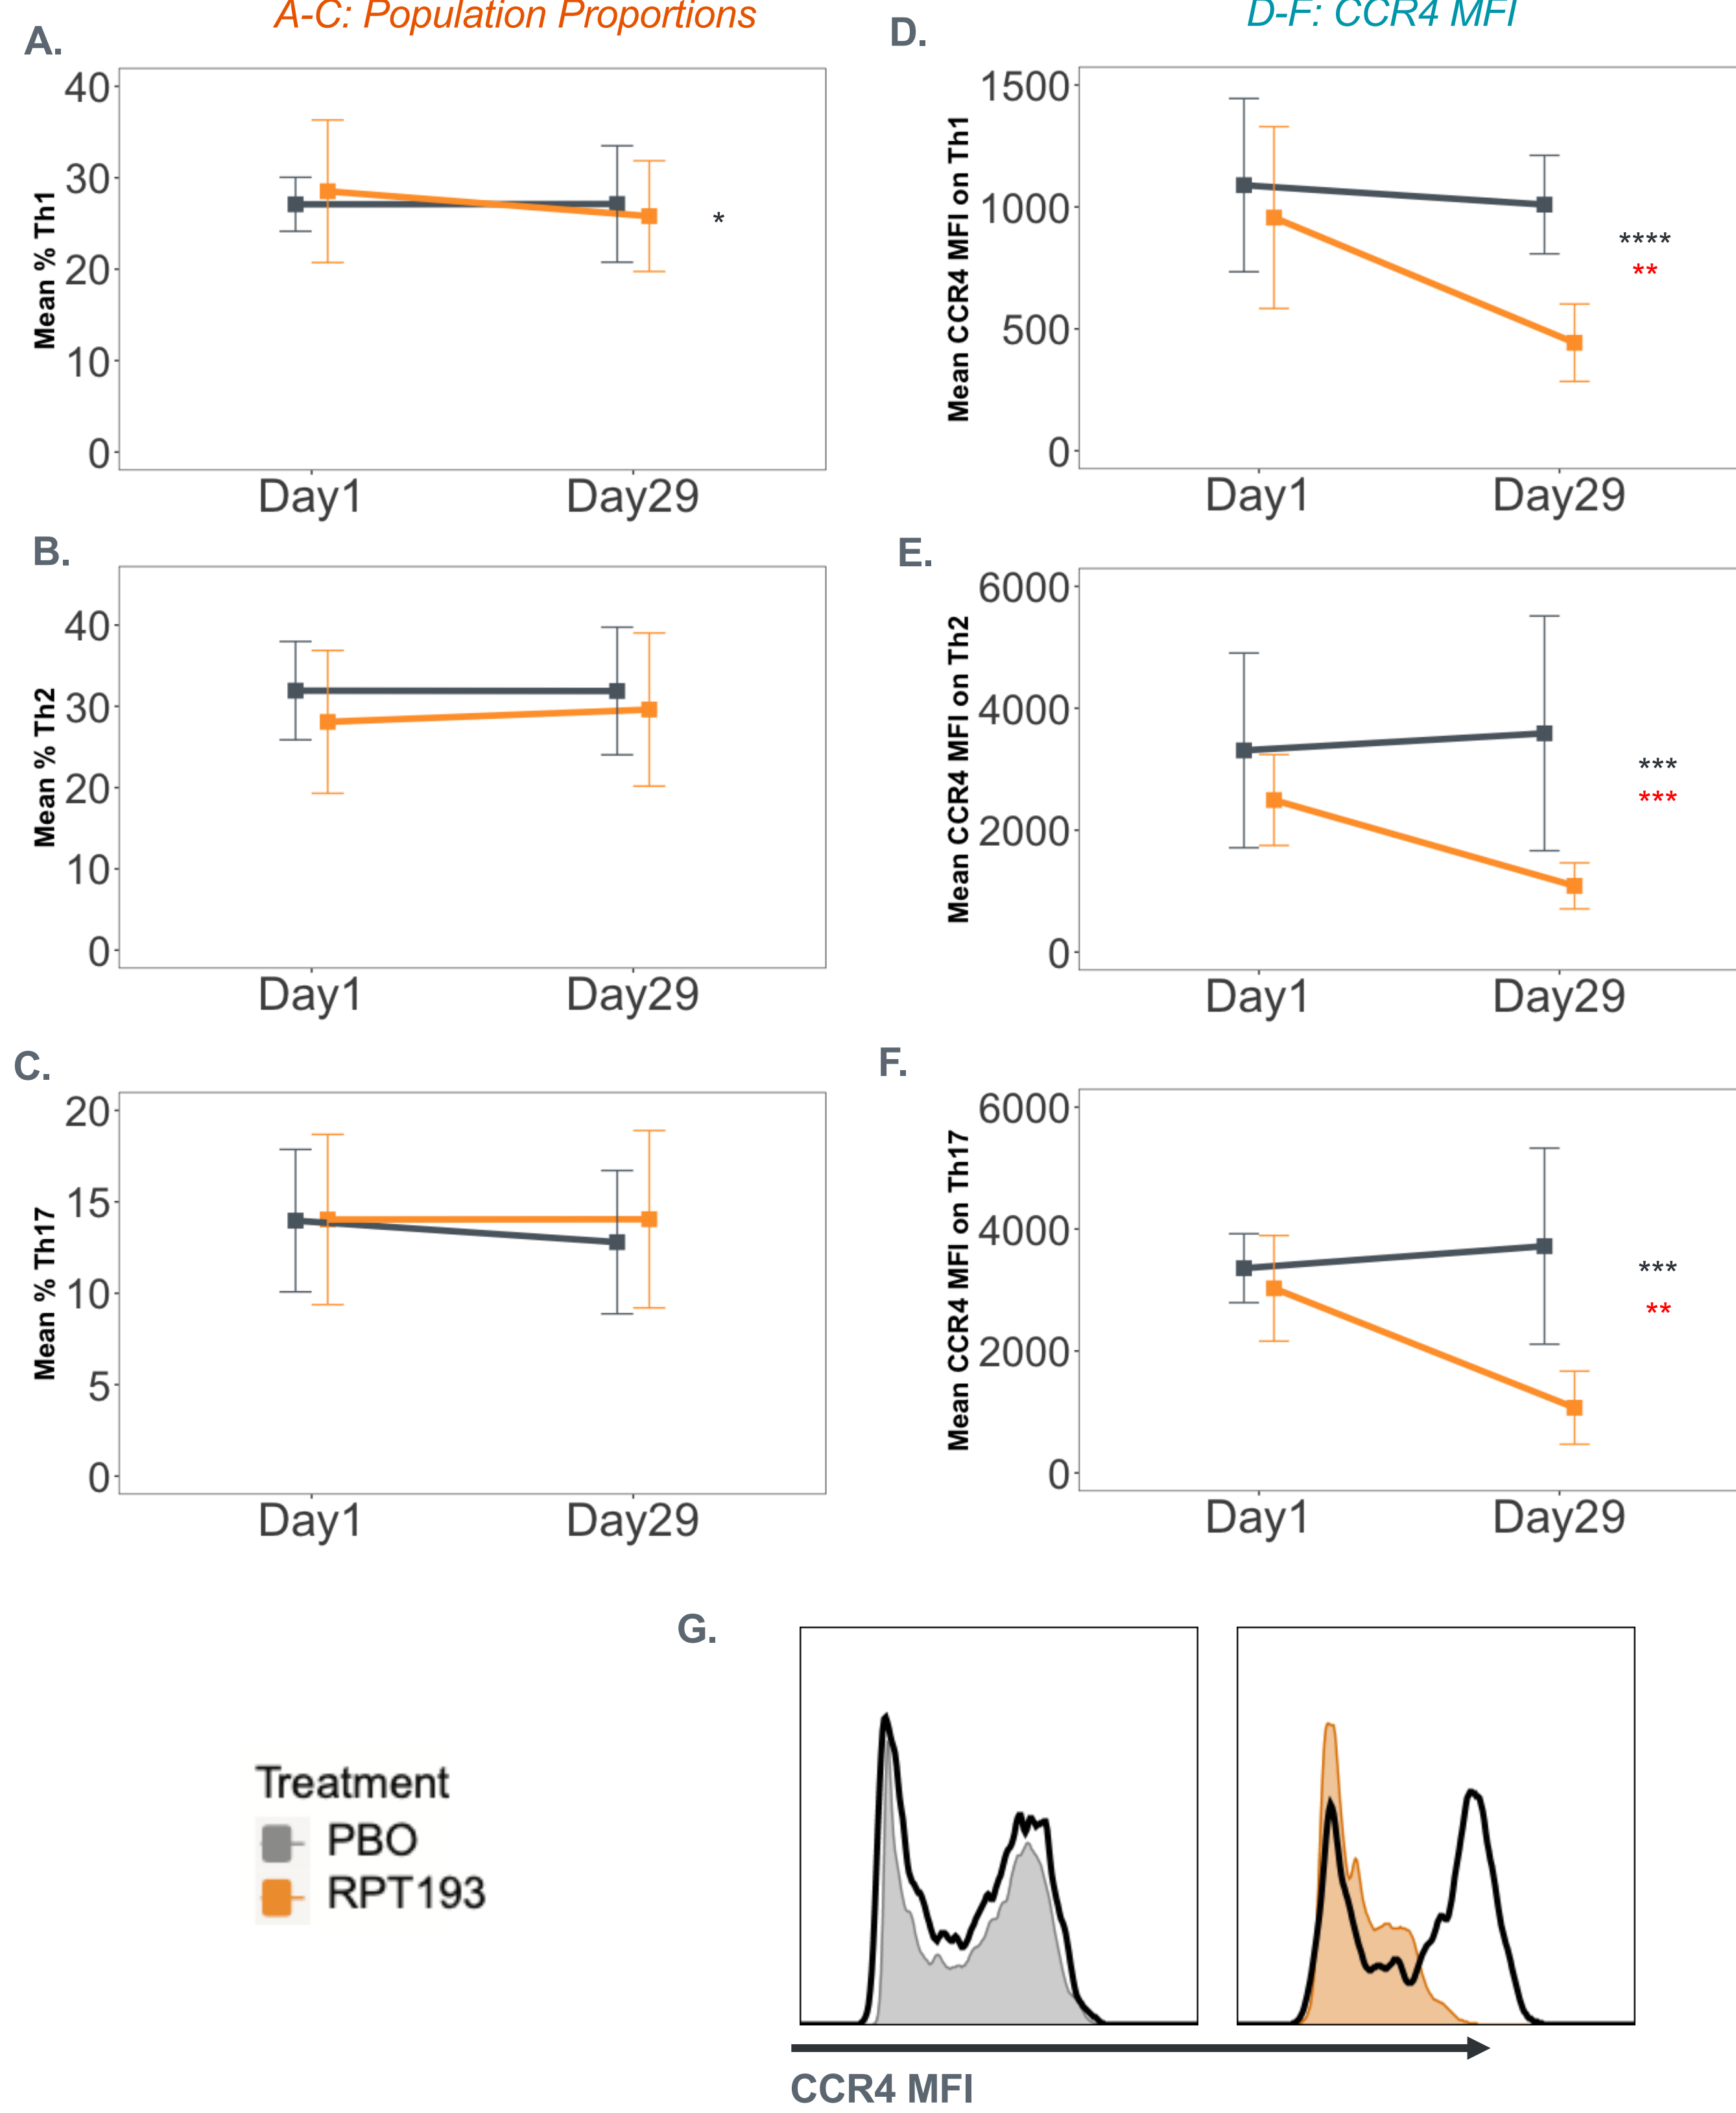 A-C: Population Proportions
D-F: CCR4 MFI
A.
40
30
20
10
0
Mean % Th1
*
Day1 Day29
D.
1500
1000
500
0
Mean CCR4 MFI on Th1
****
**
Day1 Day29
B.
40
30
20
10
0
Mean % Th2
Day1 Day29
E.
6000
4000
2000
0
Mean CCR4 MFI on Th2
***
***
Day1 Day29
C.
20
15
10
5
0
Mean % Th17
Day1 Day29
F.
6000
4000
2000
0
Mean CCR4 MFI on Th17
***
**
Day1 Day29
G.
Treatment
PBO
RPT193
CCR4 MFI